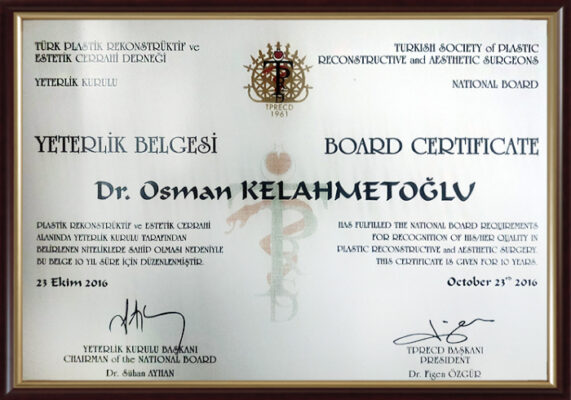 TÜRK PLASTİK REKONSTRÜKTİF ve
ESTETİK CERRAHİ DERNEĞİ
YETERLİK KURULU
TPRECD
1961
TURKISH SOCIETY of PLASTIC
RECONSTRUCTIVE and AESTHETIC SURGEONS
NATIONAL BOARD
YETERLİK BELGESİ
BOARD CERTIFICATE
Dr. Osman KELAHMETOĞLU
PLASTİK REKONSTRÜKTİF ve ESTETİK CERRAHİ
ALANINDA YETERLİK KURULU TARAFINDAN
BELİRLENEN NİTELİKLERE SAHİP OLMASI NEDENİYLE
BU BELGE 10 YIL SÜRE İÇİN DÜZENLENMİŞTİR.
23 Ekim 2016
HAS FULFILLED THE NATIONAL BOARD REQUIREMENTS
FOR RECOGNITION OF HIS/HER QUALITY IN
PLASTIC RECONSTRUCTIVE and AESTHETIC SURGERY.
THIS CERTIFICATE IS GIVEN FOR 10 YEARS.
October 23th 2016
YETERLİK KURULU BAŞKANI
CHAIRMAN of the NATIONAL BOARD
Dr. Sühan AYHAN
TPRECD BAŞKANI
PRESIDENT
Dr. Figen ÖZGÜR